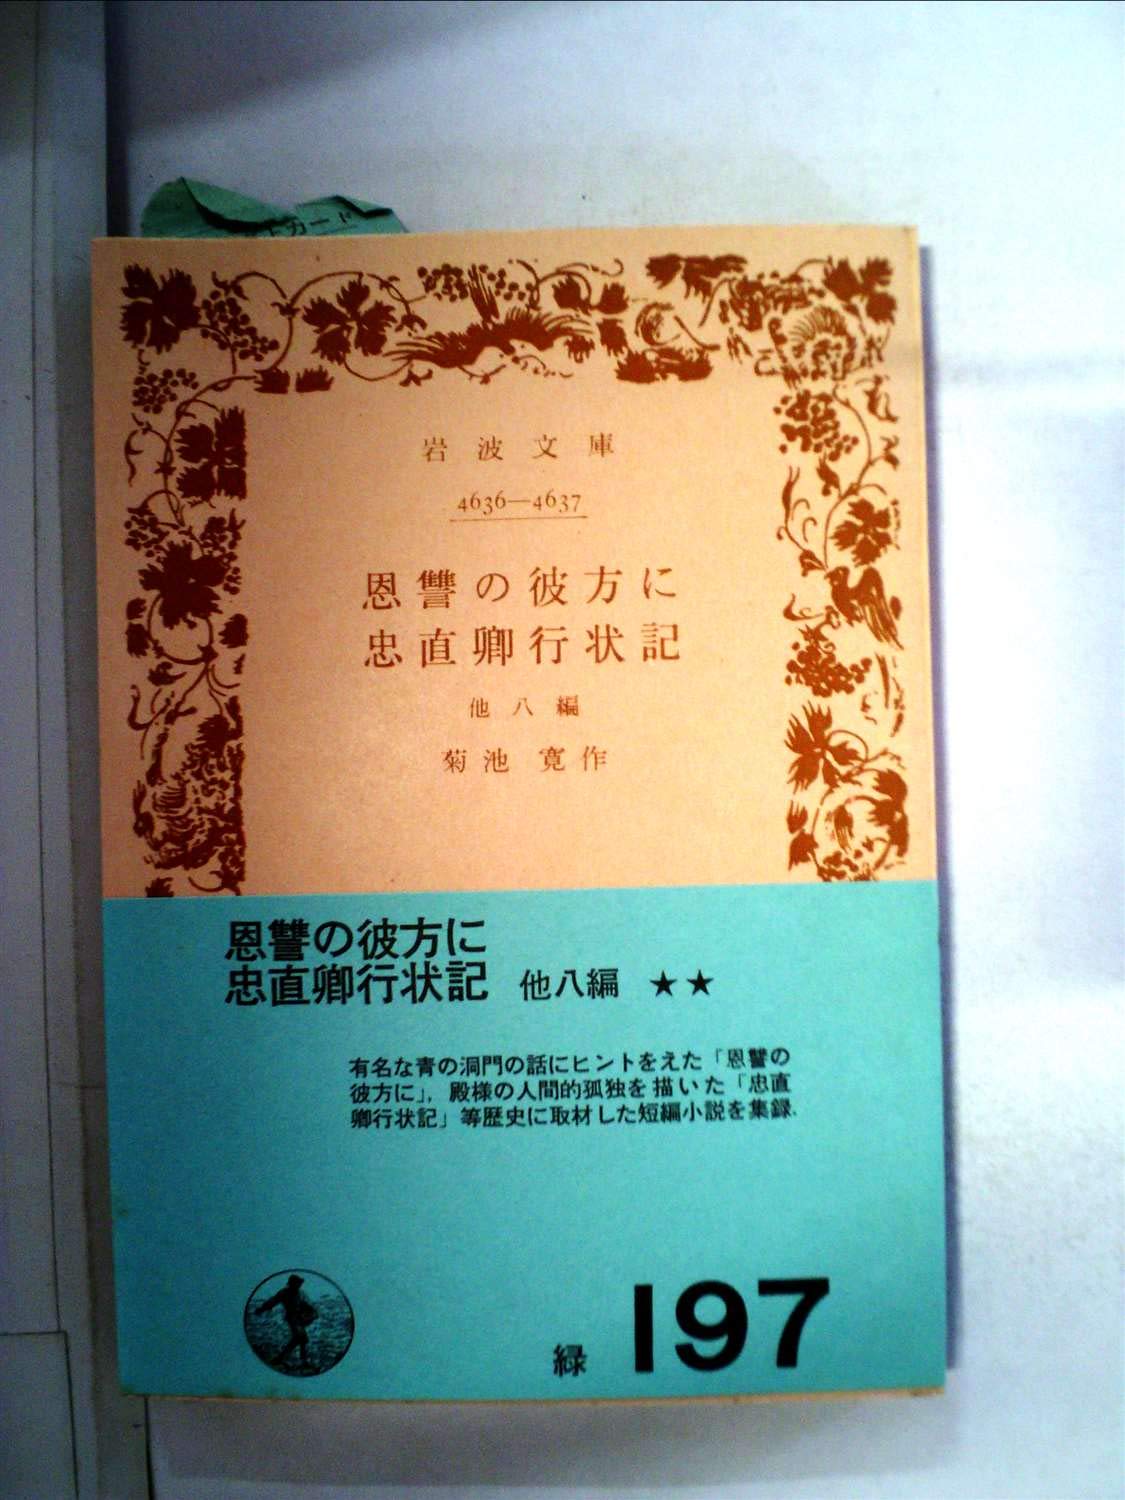 カード
岩波文庫
4636—4637
恩讐の彼方に
忠直卿行状記
他八編
菊池 寛作
恩讐の彼方に
忠直卿行状記 他八編 ★★
有名な青の洞門の話にヒントをえた「恩讐の
彼方に」，殿様の人間的孤独を描いた「忠直
卿行状記」等歴史に取材した短編小説を集録．
緑 197